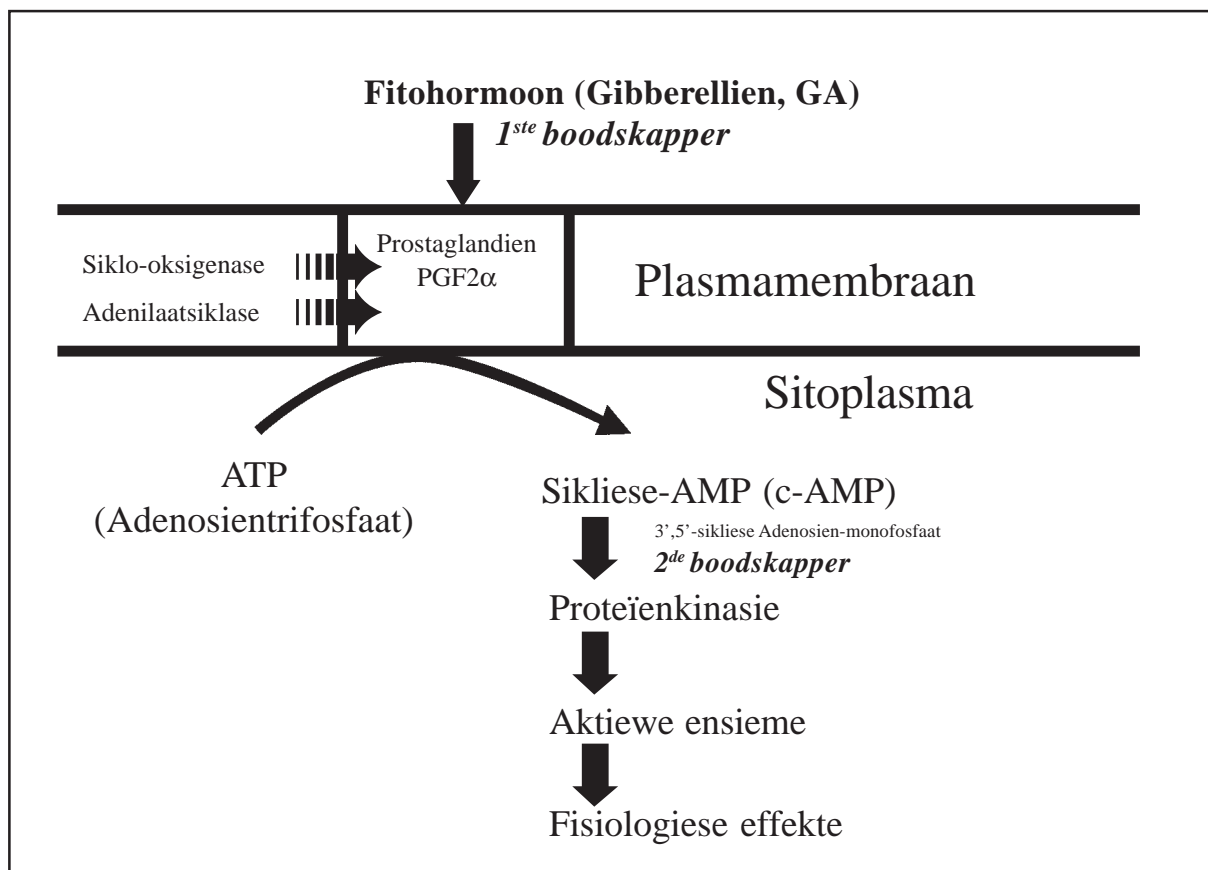 Fitohormoon (Gibberellien, GA)
1ste boodskapper
Siklo-oksigenase
Adenilaatsiklase
Prostaglandien
PGF2α
Plasmamembraan
Sitoplasma
ATP
(Adenosientrifosfaat)
Sikliese-AMP (c-AMP)
3’,5’-sikliese Adenosien-monofosfaat
2de boodskapper
Proteïenkinasie
Aktiewe ensieme
Fisiologiese effekte